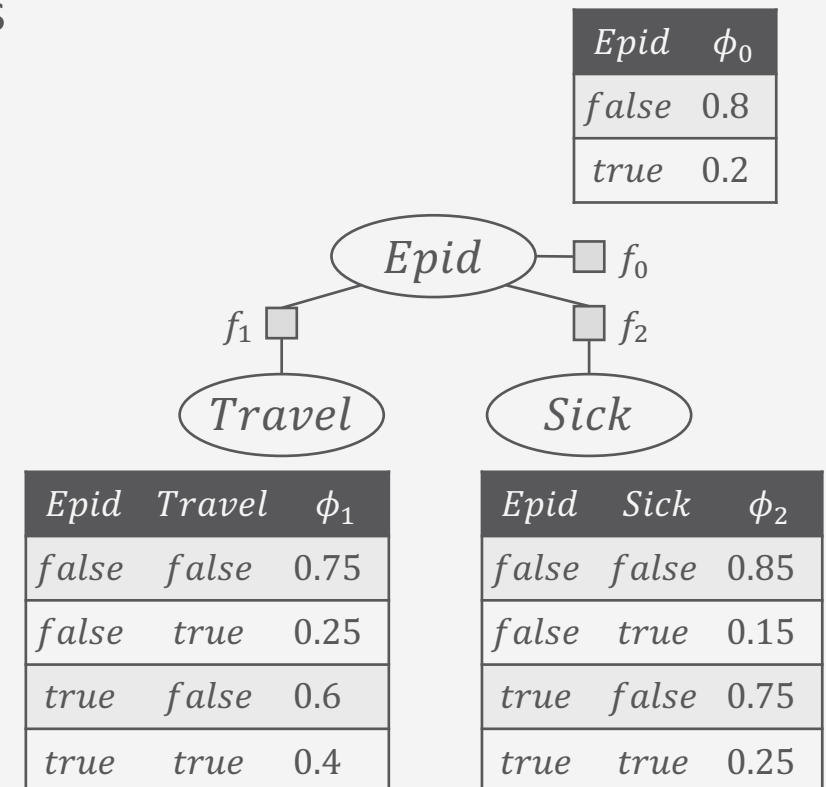 s
Epid ϕ₀
false 0.8
true 0.2
Epid
f₀
f₁
f₂
Travel
Sick
Epid Travel ϕ₁
false false 0.75
false true 0.25
true false 0.6
true true 0.4
Epid Sick ϕ₂
false false 0.85
false true 0.15
true false 0.75
true true 0.25